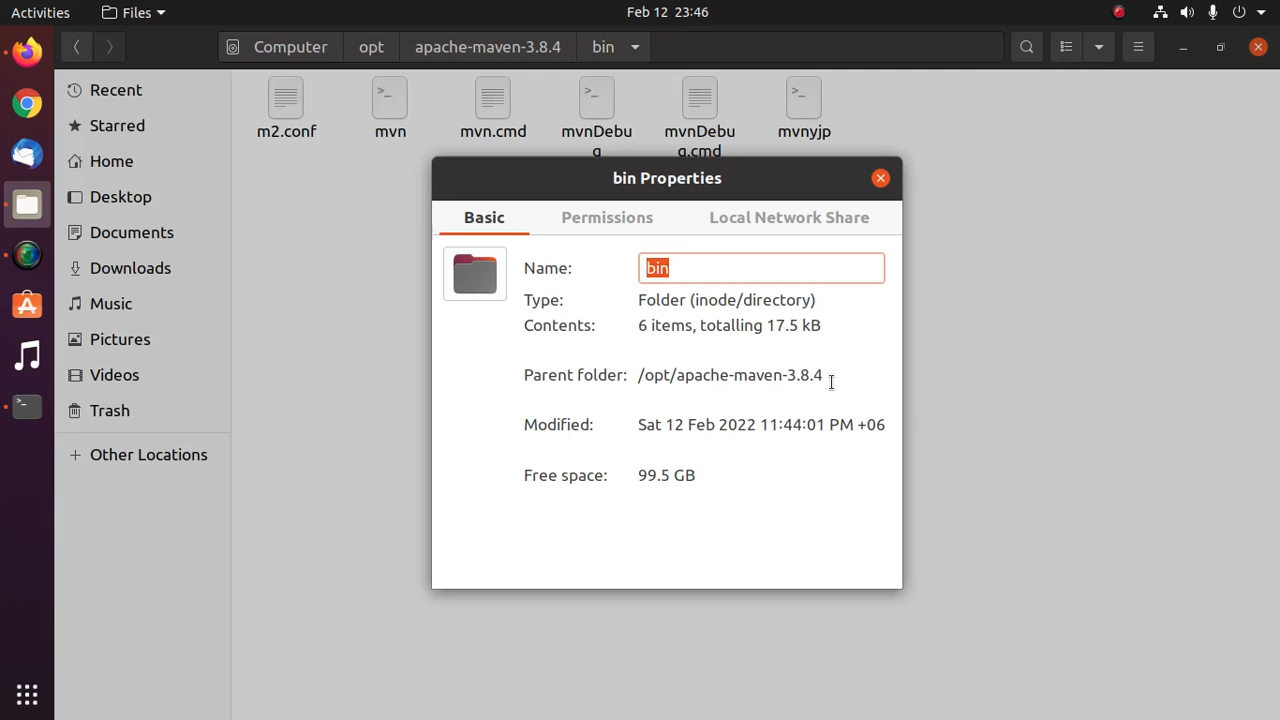 Activities Files Feb 12 23:46
Computer opt apache-maven-3.8.4 bin
Recent
Starred
Home
Desktop
Documents
Downloads
Music
Pictures
Videos
Trash
+ Other Locations
m2.conf mvn mvn.cmd mvnDebu mvnDebu mvnyjp
g g.cmd
bin Properties
Basic Permissions Local Network Share
Name: bin
Type: Folder (inode/directory)
Contents: 6 items, totalling 17.5 kB
Parent folder: /opt/apache-maven-3.8.4
Modified: Sat 12 Feb 2022 11:44:01 PM +06
Free space: 99.5 GB